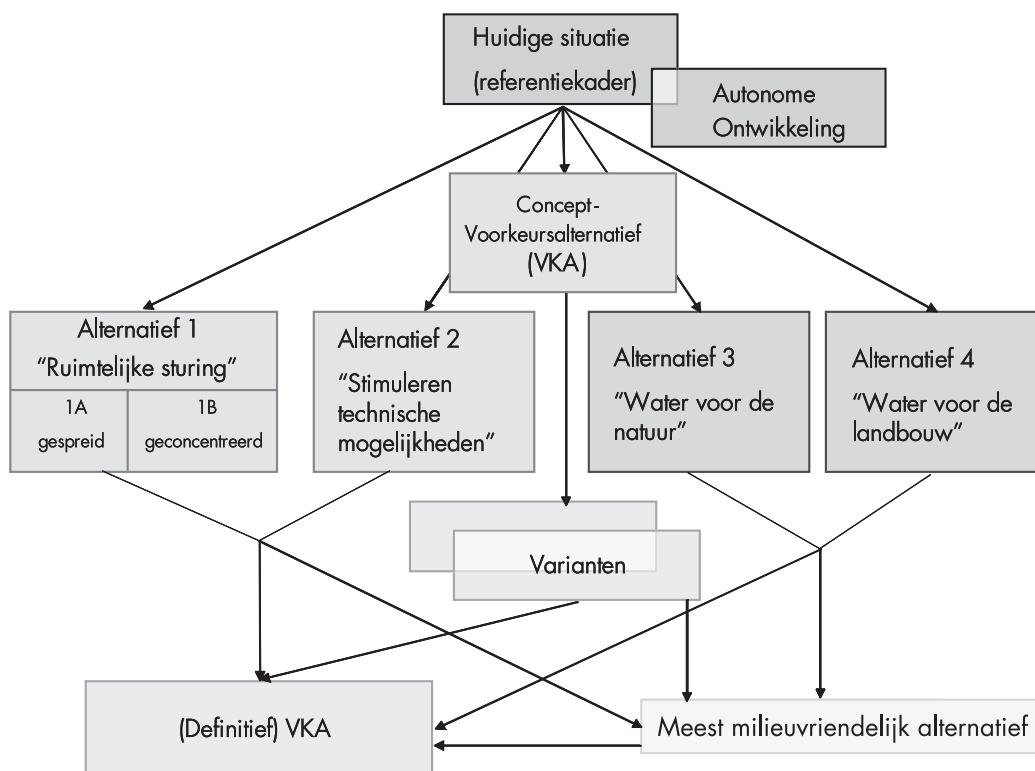 Huidige situatie
(referentiekader)
Autonome
Ontwikkeling
Concept-
Voorkeursalternatief
(VKA)
Alternatief 1
“Ruimtelijke sturing”
1A
gespreid
1B
geconcentreerd
Alternatief 2
“Stimuleren
technische
mogelijkheden”
Alternatief 3
“Water voor de
natuur”
Alternatief 4
“Water voor de
landbouw”
Varianten
(Definitief) VKA
Meest milieuvriendelijk alternatief